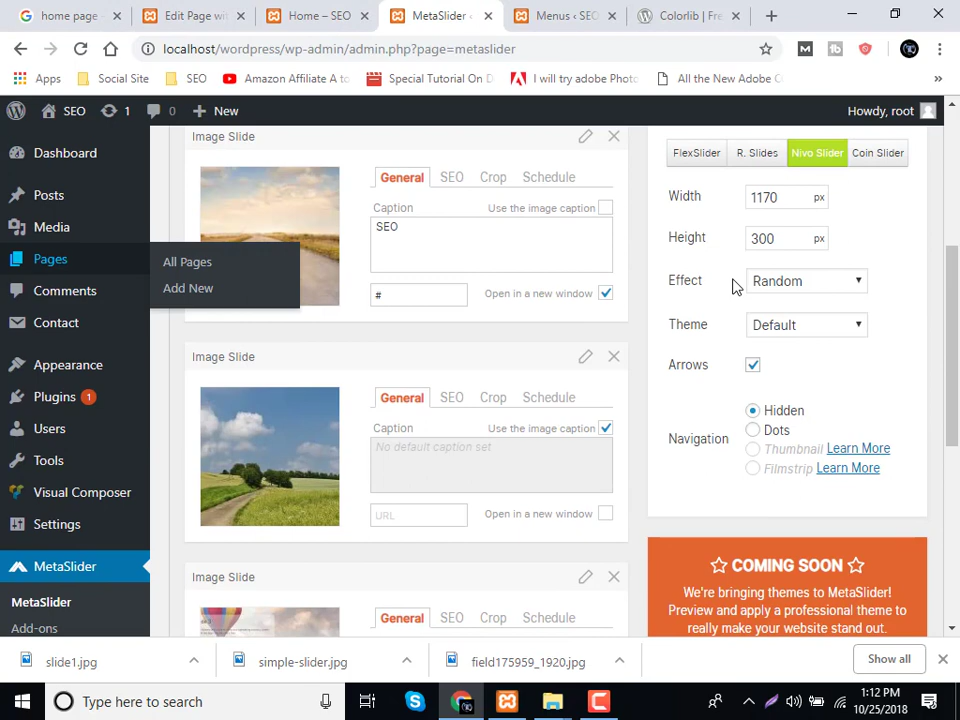 home page
Edit Page with
Home – SEO
MetaSlider ‹
Menus ‹ SEO
Colorlib | Fre
localhost/wordpress/wp-admin/admin.php?page=metaslider
Apps
Social Site
SEO
Amazon Affiliate A to
Special Tutorial On D
I will try adobe Photo
All the New Adobe C
»
SEO
1
0
New
Howdy, root
Dashboard
Posts
Media
Pages
All Pages
Add New
Comments
Contact
Appearance
Plugins 1
Users
Tools
Visual Composer
Settings
MetaSlider
MetaSlider
Add-ons
Image Slide
General SEO Crop Schedule
Caption Use the image caption
SEO
# Open in a new window
Image Slide
General SEO Crop Schedule
Caption Use the image caption
No default caption set
URL Open in a new window
Image Slide
General SEO Crop Schedule
FlexSlider R. Slides Nivo Slider Coin Slider
Width 1170 px
Height 300 px
Effect Random
Theme Default
Arrows
Navigation
Hidden
Dots
Thumbnail Learn More
Filmstrip Learn More
COMING SOON
We're bringing themes to MetaSlider!
Preview and apply a professional theme to
really make your website stand out.
slide1.jpg
simple-slider.jpg
field175959_1920.jpg
Show all
Type here to search
1:12 PM
10/25/2018